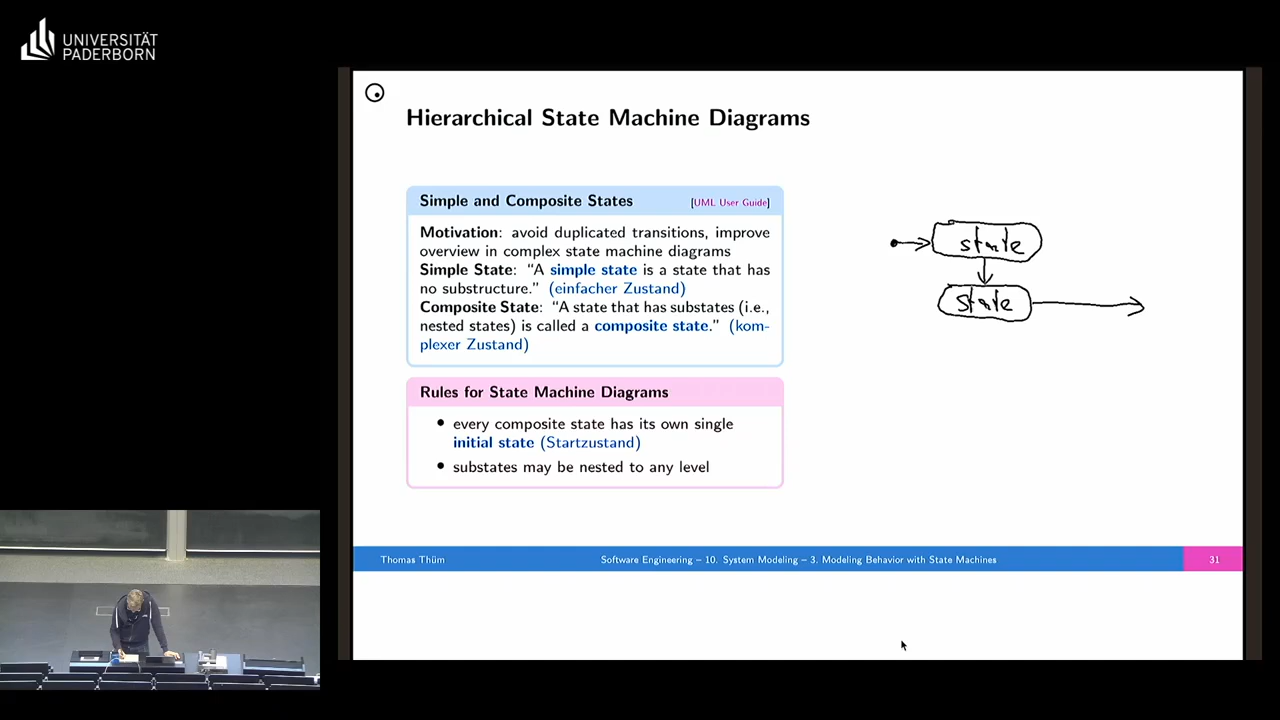 UNIVERSITÄT
PADERBORN
Hierarchical State Machine Diagrams
Simple and Composite States [UML User Guide]
Motivation: avoid duplicated transitions, improve
overview in complex state machine diagrams
Simple State: “A simple state is a state that has
no substructure.” (einfacher Zustand)
Composite State: “A state that has substates (i.e.,
nested states) is called a composite state.” (kom-
plexer Zustand)
Rules for State Machine Diagrams
• every composite state has its own single
initial state (Startzustand)
• substates may be nested to any level
state
state
Thomas Thüm Software Engineering – 10. System Modeling – 3. Modeling Behavior with State Machines 31